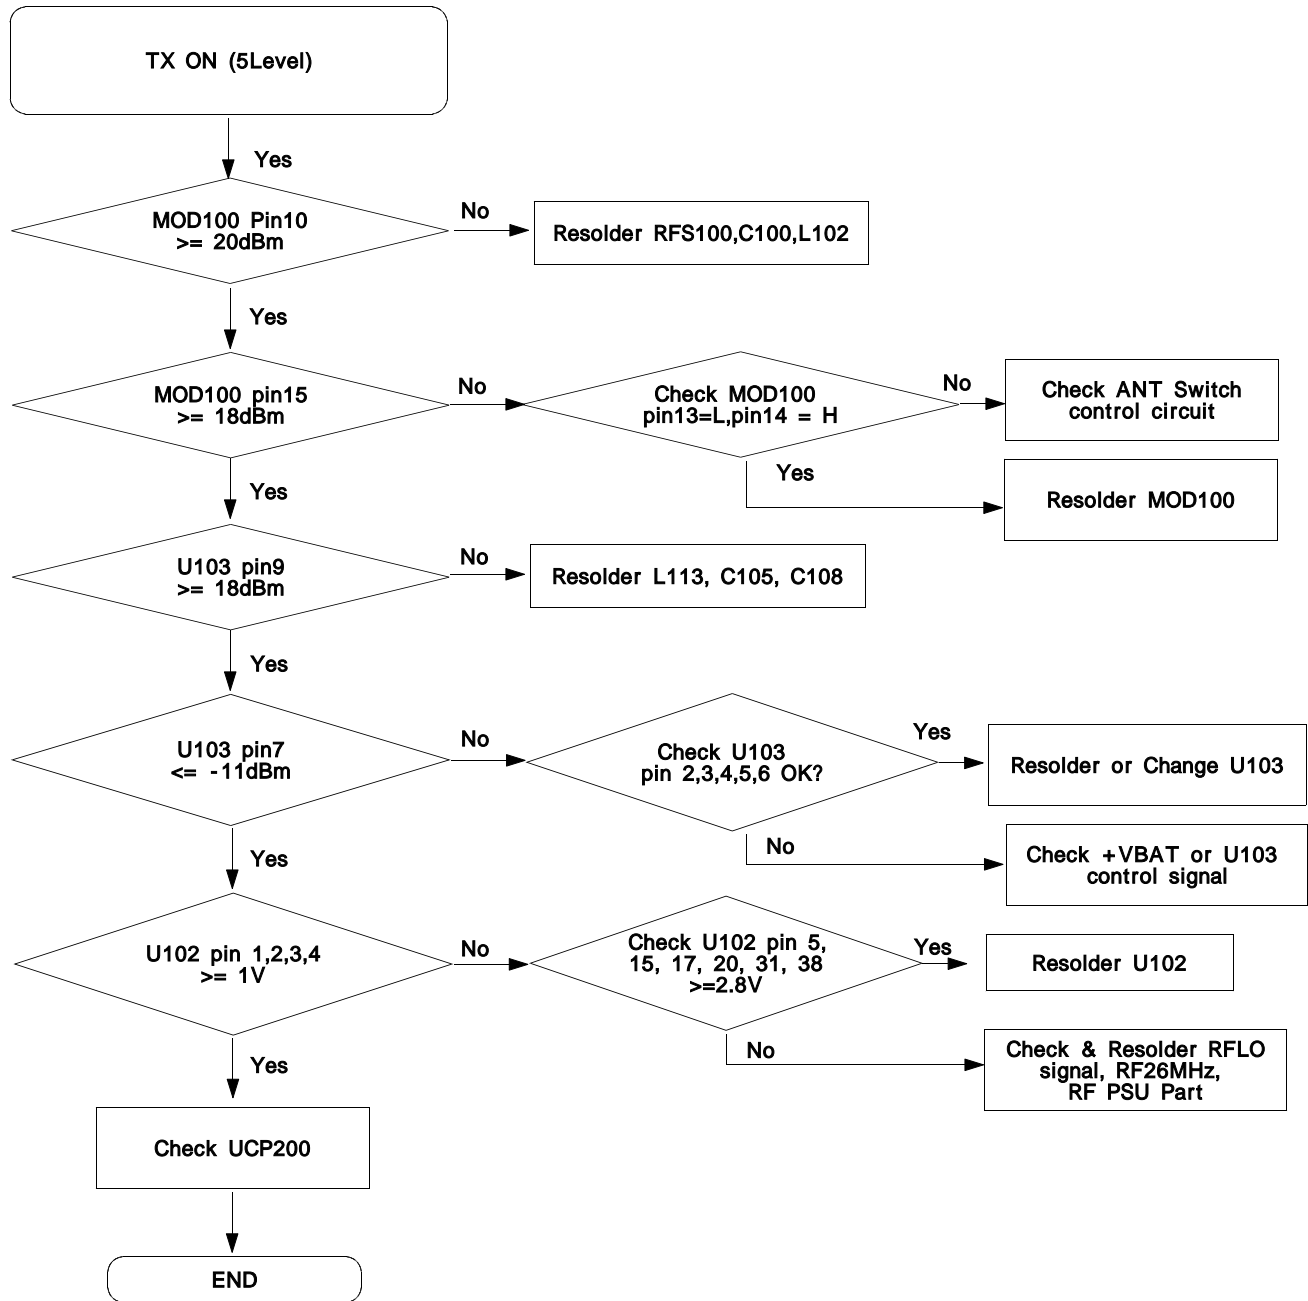 TX ON (5Level)
Yes
MOD100 Pin10
>= 20dBm
No
Resolder RFS100,C100,L102
Yes
MOD100 pin15
>= 18dBm
No
Check MOD100
pin13=L,pin14 = H
No
Check ANT Switch
control circuit
Yes
Resolder MOD100
Yes
U103 pin9
>= 18dBm
No
Resolder L113, C105, C108
Yes
U103 pin7
<= -11dBm
No
Check U103
pin 2,3,4,5,6 OK?
Yes
Resolder or Change U103
No
Check +VBAT or U103
control signal
Yes
U102 pin 1,2,3,4
>= 1V
No
Check U102 pin 5,
15, 17, 20, 31, 38
>=2.8V
Yes
Resolder U102
No
Check & Resolder RFLO
signal, RF26MHz,
RF PSU Part
Yes
Check UCP200
END